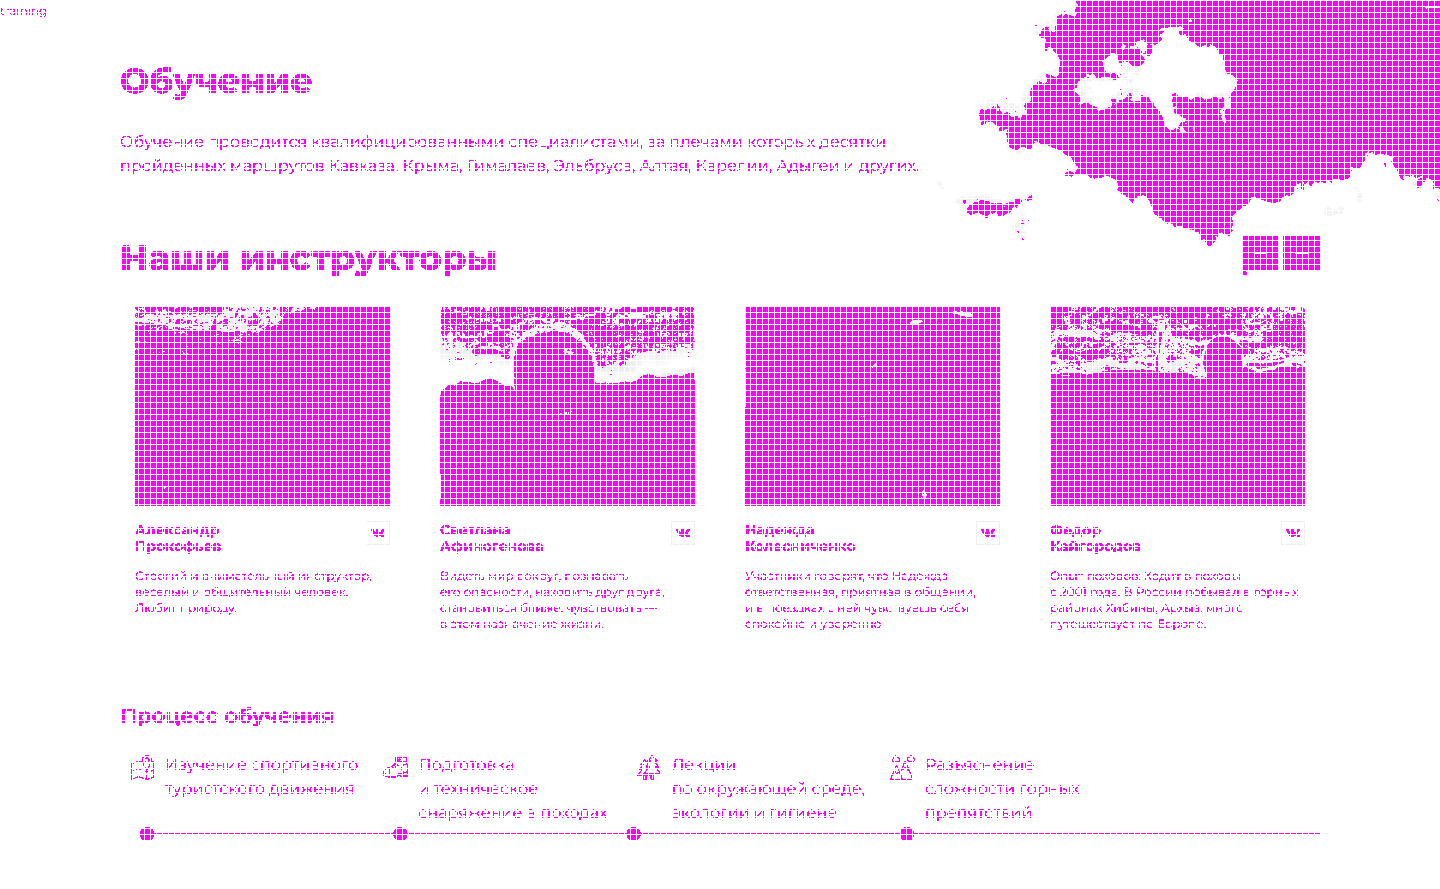 training
Обучение
Обучение проводится квалифицированными специалистами, за плечами которых десятки
пройденных маршрутов Кавказа, Крыма, Гималаев, Эльбруса, Алтая, Карелии, Адыгеи и других.
Наши инструкторы
Александр
Прокофьев
Строгий и внимательный инструктор,
веселый и общительный человек.
Любит природу.
Светлана
Афиногенова
Видеть мир вокруг, познавать
его опасности, находить друг друга,
становиться ближе, чувствовать —
в этом назначение жизни.
Надежда
Колесниченко
Участники говорят, что Надежда
ответственная, приятная в общении,
и в поездках с ней чувствуешь себя
спокойно и уверенно
Федор
Кайгородов
Опыт походов: Ходит в походы
с 2001 года. В России побывал в горных
районах Хибины, Архыз, много
путешествует по Европе.
Процесс обучения
Изучение спортивного
туристского движения
Подготовка
и техническое
снаряжение в походах
Лекции
по окружающей среде,
экологии и гигиене
Разъяснение
сложности горных
препятствий